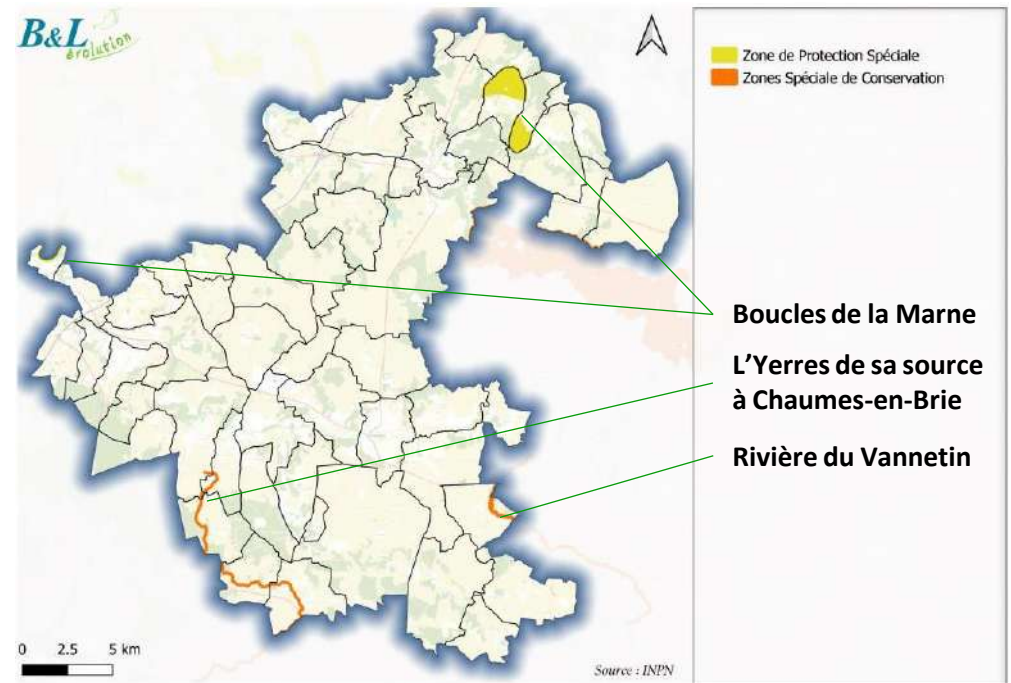 B&L
évolution
Zone de Protection Spéciale
Zones Spéciale de Conservation
Boucles de la Marne
L'Yerres de sa source
à Chaumes-en-Brie
Rivière du Vannetin
0 2.5 5 km
Source : INPN